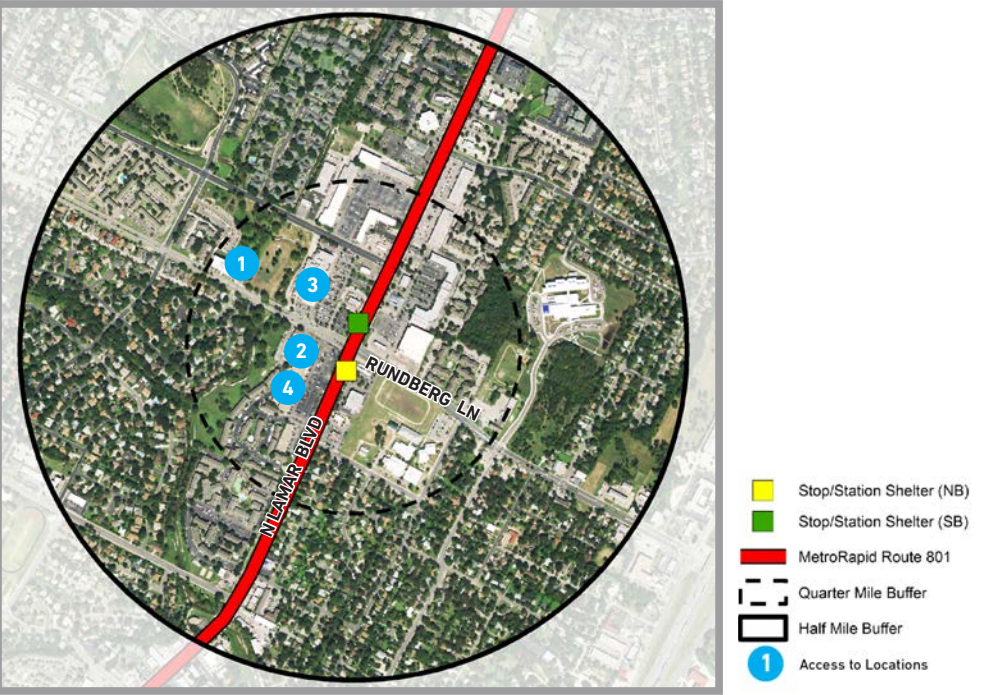 1
3
2
4
RUNDBERG LN
N LAMAR BLVD
Stop/Station Shelter (NB)
Stop/Station Shelter (SB)
MetroRapid Route 801
Quarter Mile Buffer
Half Mile Buffer
1 Access to Locations